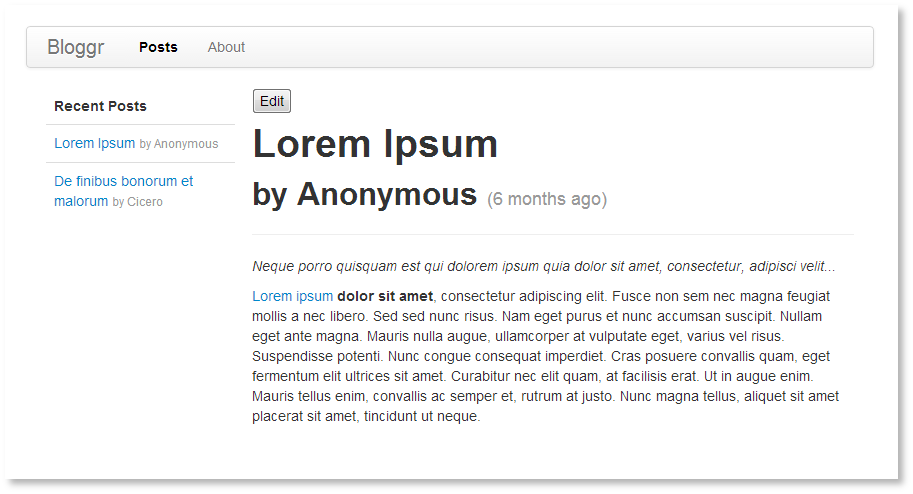 Bloggr Posts About
Recent Posts
Lorem Ipsum by Anonymous
De finibus bonorum et
malorum by Cicero
Edit
Lorem Ipsum
by Anonymous (6 months ago)
Neque porro quisquam est qui dolorem ipsum quia dolor sit amet, consectetur, adipisci velit...
Lorem ipsum dolor sit amet, consectetur adipiscing elit. Fusce non sem nec magna feugiat
mollis a nec libero. Sed sed nunc risus. Nam eget purus et nunc accumsan suscipit. Nullam
eget ante magna. Mauris nulla augue, ullamcorper at vulputate eget, varius vel risus.
Suspendisse potenti. Nunc congue consequat imperdiet. Cras posuere convallis quam, eget
fermentum elit ultrices sit amet. Curabitur nec elit quam, at facilisis erat. Ut in augue enim.
Mauris tellus enim, convallis ac semper et, rutrum at justo. Nunc magna tellus, aliquet sit amet
placerat sit amet, tincidunt ut neque.